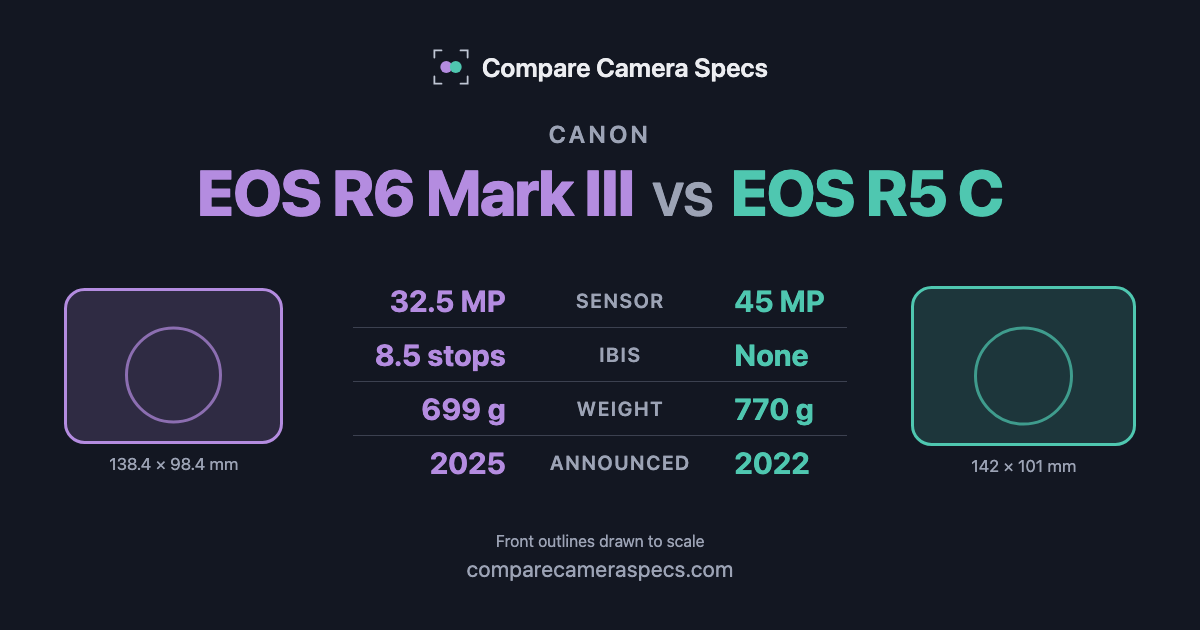 Compare Camera Specs
CANON
EOS R6 Mark III vs EOS R5 C
32.5 MP SENSOR 45 MP
8.5 stops IBIS None
699 g WEIGHT 770 g
2025 ANNOUNCED 2022
138.4 × 98.4 mm
142 × 101 mm
Front outlines drawn to scale
comparecameraspecs.com